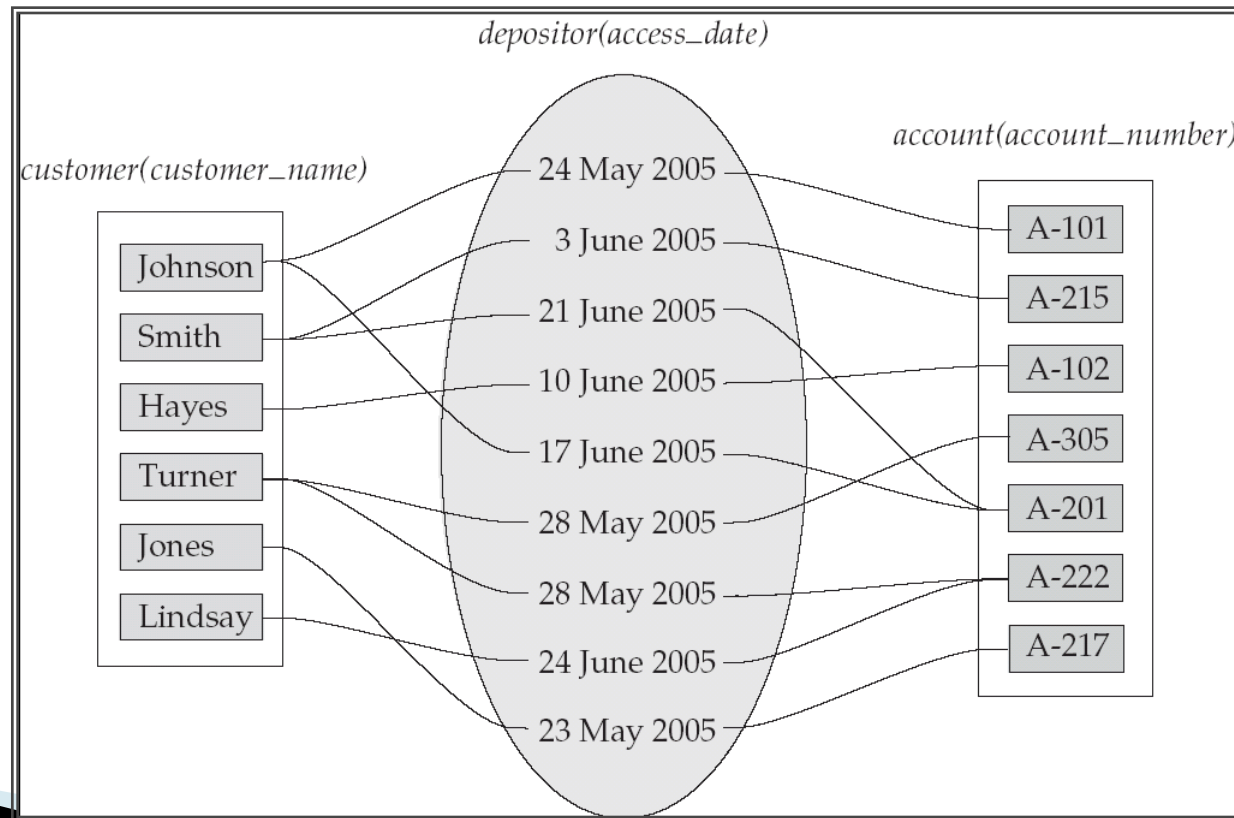 depositor(access_date)
customer(customer_name)
account(account_number)
Johnson
Smith
Hayes
Turner
Jones
Lindsay
24 May 2005
3 June 2005
21 June 2005
10 June 2005
17 June 2005
28 May 2005
28 May 2005
24 June 2005
23 May 2005
A-101
A-215
A-102
A-305
A-201
A-222
A-217